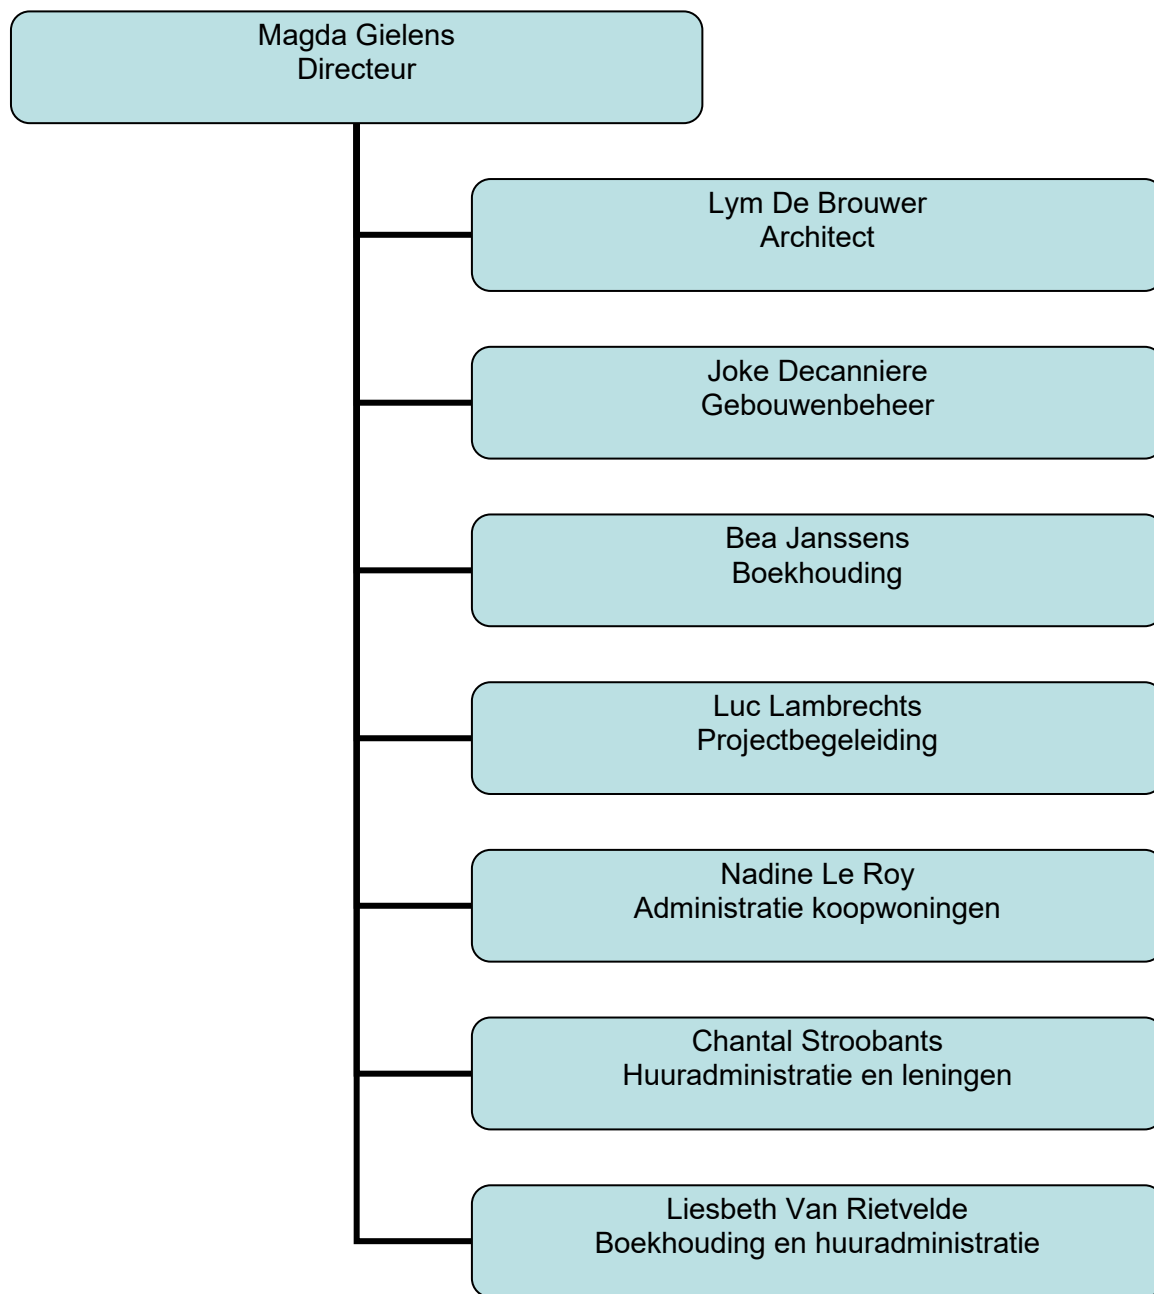 Magda Gielens
Directeur
Lym De Brouwer
Architect
Joke Decanniere
Gebouwenbeheer
Bea Janssens
Boekhouding
Luc Lambrechts
Projectbegeleiding
Nadine Le Roy
Administratie koopwoningen
Chantal Stroobants
Huuradministratie en leningen
Liesbeth Van Rietvelde
Boekhouding en huuradministratie